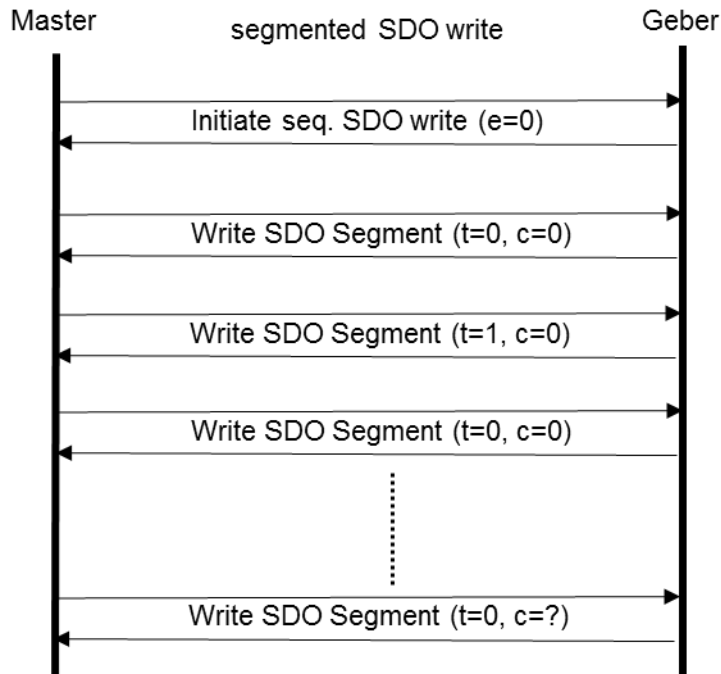 Master
segmented SDO write
Geber
Initiate seq. SDO write (e=0)
Write SDO Segment (t=0, c=0)
Write SDO Segment (t=1, c=0)
Write SDO Segment (t=0, c=0)
Write SDO Segment (t=0, c=?)